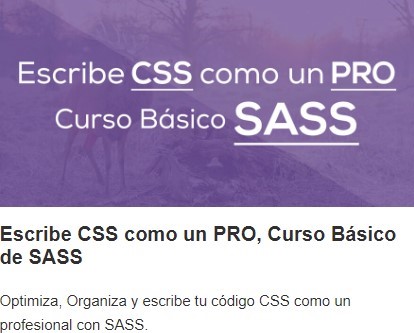 Escribe CSS como un PRO
Curso Básico SASS
Escribe CSS como un PRO, Curso Básico
de SASS
Optimiza, Organiza y escribe tu código CSS como un
profesional con SASS.